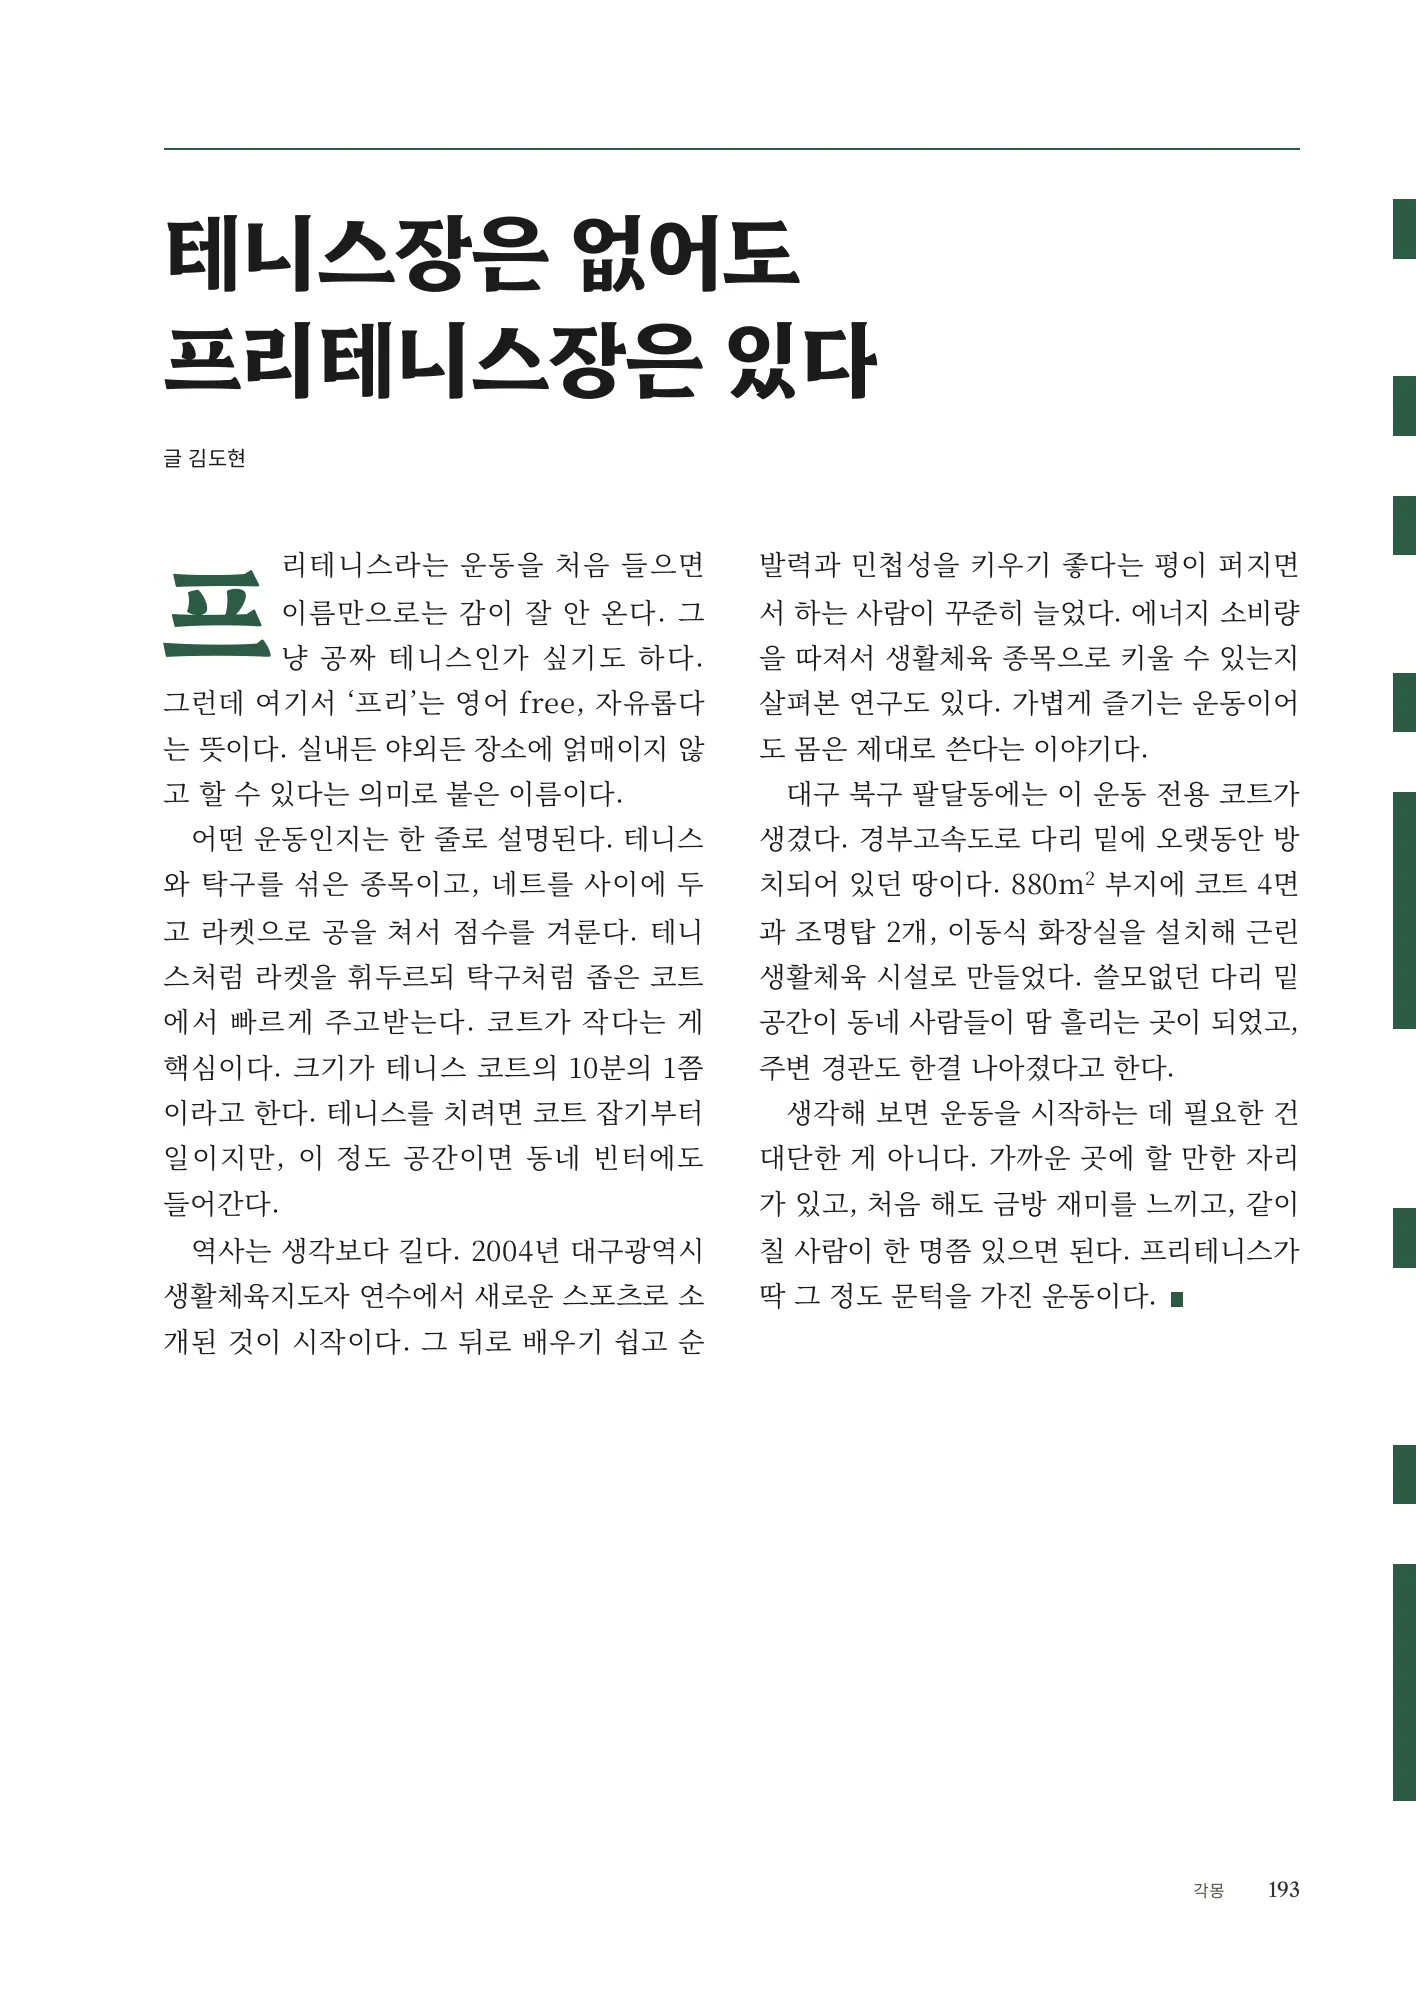 테니스장은 없어도
프리테니스장은 있다
글 김도현
프리테니스라는 운동을 처음 들으면
이름만으로는 감이 잘 안 온다. 그
냥 공짜 테니스인가 싶기도 하다.
그런데 여기서 ‘프리’는 영어 free, 자유롭다
는 뜻이다. 실내든 야외든 장소에 얽매이지 않
고 할 수 있다는 의미로 붙은 이름이다.
어떤 운동인지는 한 줄로 설명된다. 테니스
와 탁구를 섞은 종목이고, 네트를 사이에 두
고 라켓으로 공을 쳐서 점수를 겨룬다. 테니
스처럼 라켓을 휘두르되 탁구처럼 좁은 코트
에서 빠르게 주고받는다. 코트가 작다는 게
핵심이다. 크기가 테니스 코트의 10분의 1쯤
이라고 한다. 테니스를 치려면 코트 잡기부터
일이지만, 이 정도 공간이면 동네 빈터에도
들어간다.
역사는 생각보다 길다. 2004년 대구광역시
생활체육지도자 연수에서 새로운 스포츠로 소
개된 것이 시작이다. 그 뒤로 배우기 쉽고 순
발력과 민첩성을 키우기 좋다는 평이 퍼지면
서 하는 사람이 꾸준히 늘었다. 에너지 소비량
을 따져서 생활체육 종목으로 키울 수 있는지
살펴본 연구도 있다. 가볍게 즐기는 운동이어
도 몸은 제대로 쓴다는 이야기다.
대구 북구 팔달동에는 이 운동 전용 코트가
생겼다. 경부고속도로 다리 밑에 오랫동안 방
치되어 있던 땅이다. 880m² 부지에 코트 4면
과 조명탑 2개, 이동식 화장실을 설치해 근린
생활체육 시설로 만들었다. 쓸모없던 다리 밑
공간이 동네 사람들이 땀 흘리는 곳이 되었고,
주변 경관도 한결 나아졌다고 한다.
생각해 보면 운동을 시작하는 데 필요한 건
대단한 게 아니다. 가까운 곳에 할 만한 자리
가 있고, 처음 해도 금방 재미를 느끼고, 같이
칠 사람이 한 명쯤 있으면 된다. 프리테니스가
딱 그 정도 문턱을 가진 운동이다. ■
각몽 193